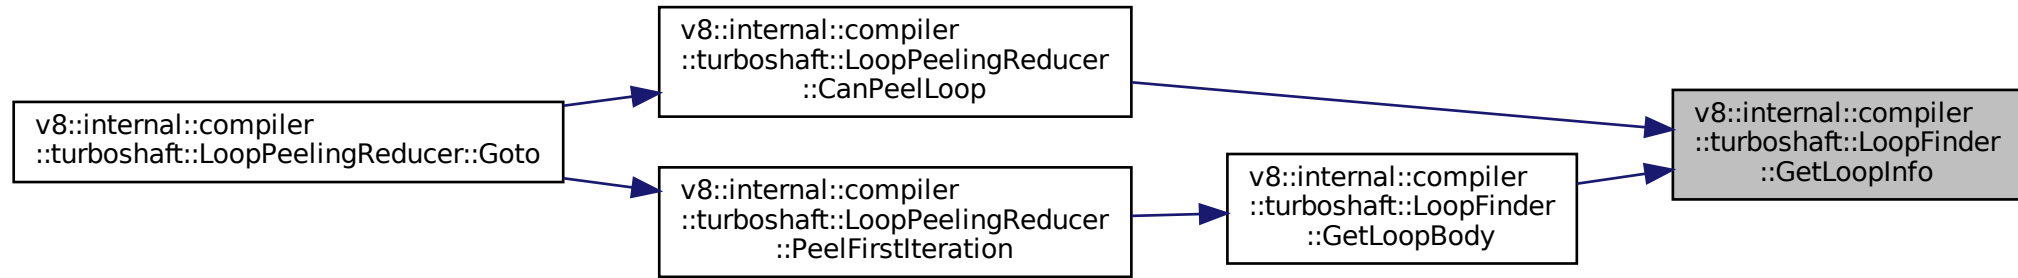 v8::internal::compiler
::turboshaft::LoopPeelingReducer::Goto
v8::internal::compiler
::turboshaft::LoopPeelingReducer
::CanPeelLoop
v8::internal::compiler
::turboshaft::LoopPeelingReducer
::PeelFirstIteration
v8::internal::compiler
::turboshaft::LoopFinder
::GetLoopBody
v8::internal::compiler
::turboshaft::LoopFinder
::GetLoopInfo